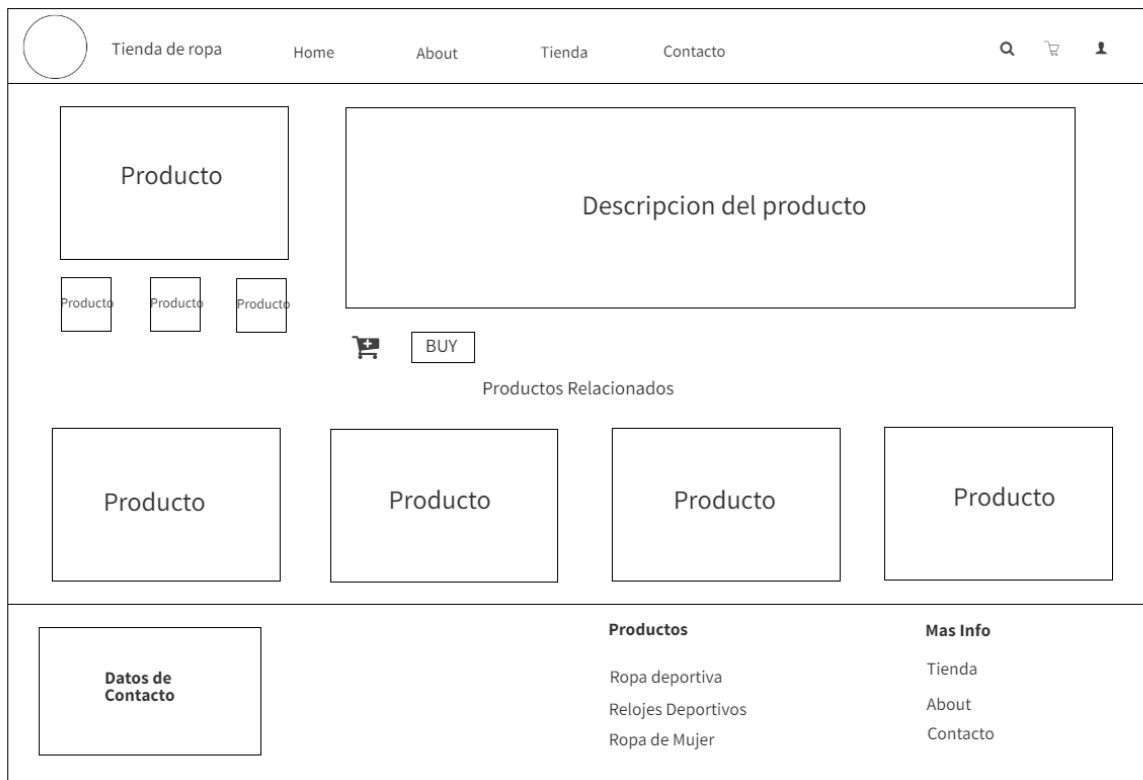 Tienda de ropa
Home
About
Tienda
Contacto
Producto
Descripcion del producto
Producto
Producto
Producto
BUY
Productos Relacionados
Producto
Producto
Producto
Producto
Datos de
Contacto
Productos
Ropa deportiva
Relojes Deportivos
Ropa de Mujer
Mas Info
Tienda
About
Contacto